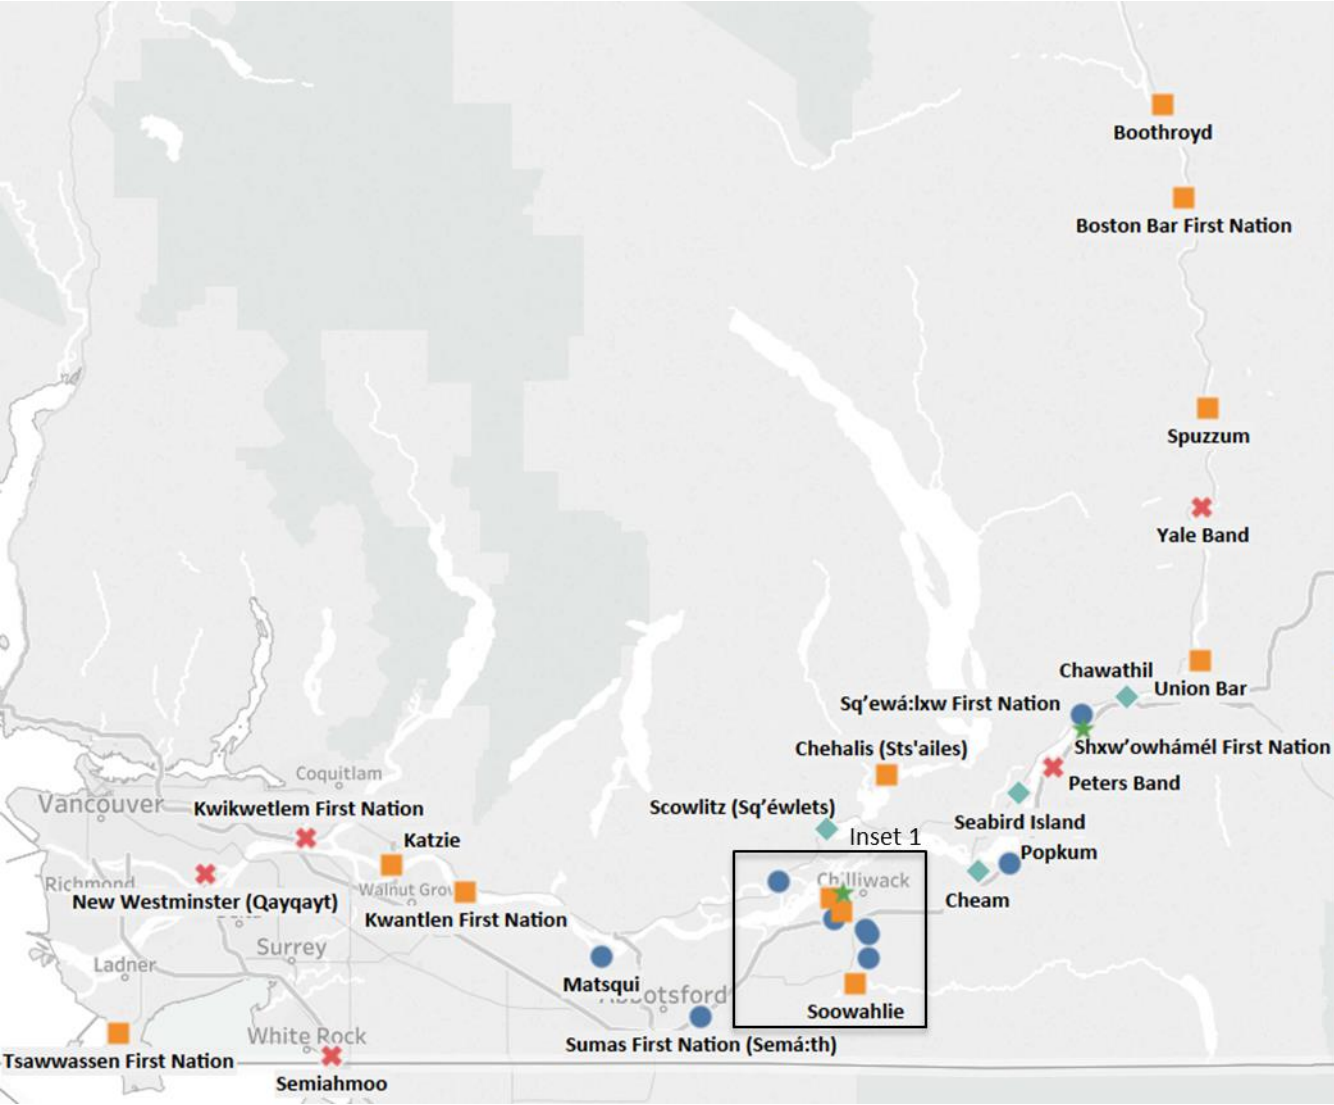 Boothroyd
Boston Bar First Nation
Spuzzum
Yale Band
Chawathil
Union Bar
Sq’ewá:lxw First Nation
Shxw’owhámél First Nation
Chehalis (Sts'ailes)
Coquitlam
Peters Band
Vancouver
Kwikwetlem First Nation
Scowlitz (Sq’éwlets)
Seabird Island
Inset 1
Katzie
Popkum
Richmond
Walnut Grov
Chilliwack
New Westminster (Qayqayt)
Cheam
Kwantlen First Nation
Surrey
Ladner
Matsqui
Abbotsford
Soowahlie
White Rock
Sumas First Nation (Semá:th)
Tsawwassen First Nation
Semiahmoo